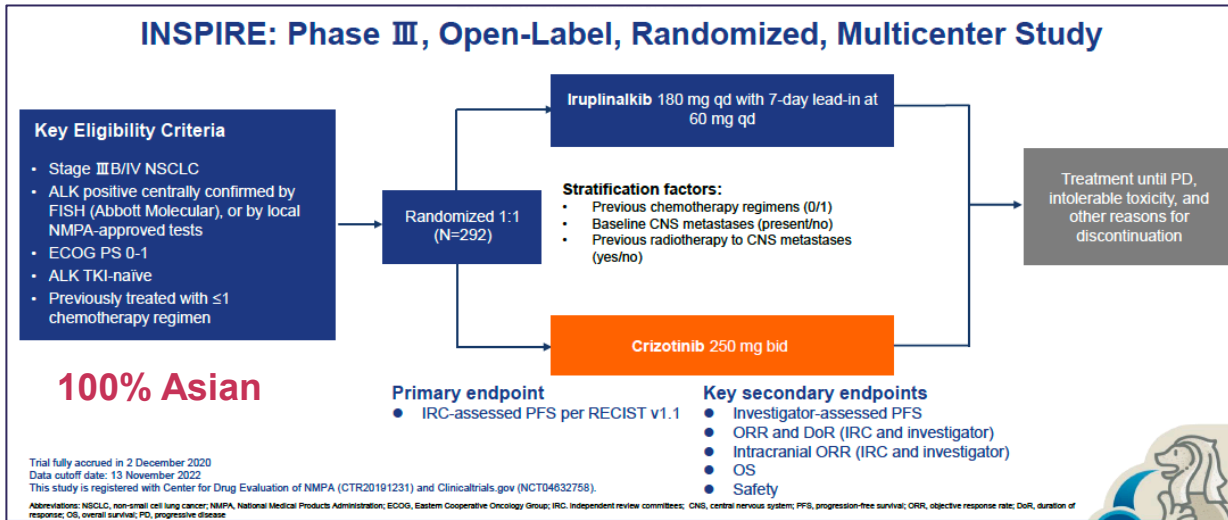 INSPIRE: Phase Ⅲ, Open-Label, Randomized, Multicenter Study
Key Eligibility Criteria
• Stage ⅢB/IV NSCLC
• ALK positive centrally confirmed by
FISH (Abbott Molecular), or by local
NMPA-approved tests
• ECOG PS 0-1
• ALK TKI-naïve
• Previously treated with ≤1
chemotherapy regimen
100% Asian
Randomized 1:1
(N=292)
Iruplinalkib 180 mg qd with 7-day lead-in at
60 mg qd
Stratification factors:
• Previous chemotherapy regimens (0/1)
• Baseline CNS metastases (present/no)
• Previous radiotherapy to CNS metastases
(yes/no)
Crizotinib 250 mg bid
Treatment until PD,
intolerable toxicity, and
other reasons for
discontinuation
Primary endpoint
● IRC-assessed PFS per RECIST v1.1
Key secondary endpoints
● Investigator-assessed PFS
● ORR and DoR (IRC and investigator)
● Intracranial ORR (IRC and investigator)
● OS
● Safety
Trial fully accrued in 2 December 2020
Data cutoff date: 13 November 2022
This study is registered with Center for Drug Evaluation of NMPA (CTR20191231) and Clinicaltrials.gov (NCT04632758).
Abbreviations: NSCLC, non-small cell lung cancer; NMPA, National Medical Products Administration; ECOG, Eastern Cooperative Oncology Group; IRC. Independent review committees; CNS, central nervous system; PFS, progression-free survival; ORR, objective response rate; DoR, duration of
response; OS, overall survival; PD, progressive disease